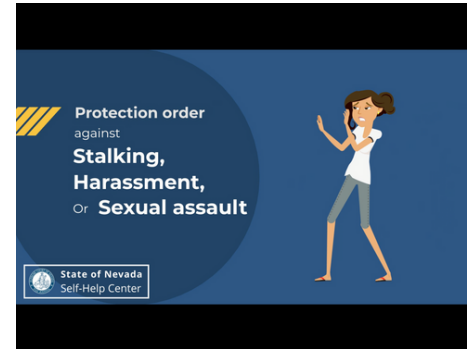 Protection order
against
Stalking,
Harassment,
Or Sexual assault
State of Nevada
Self-Help Center